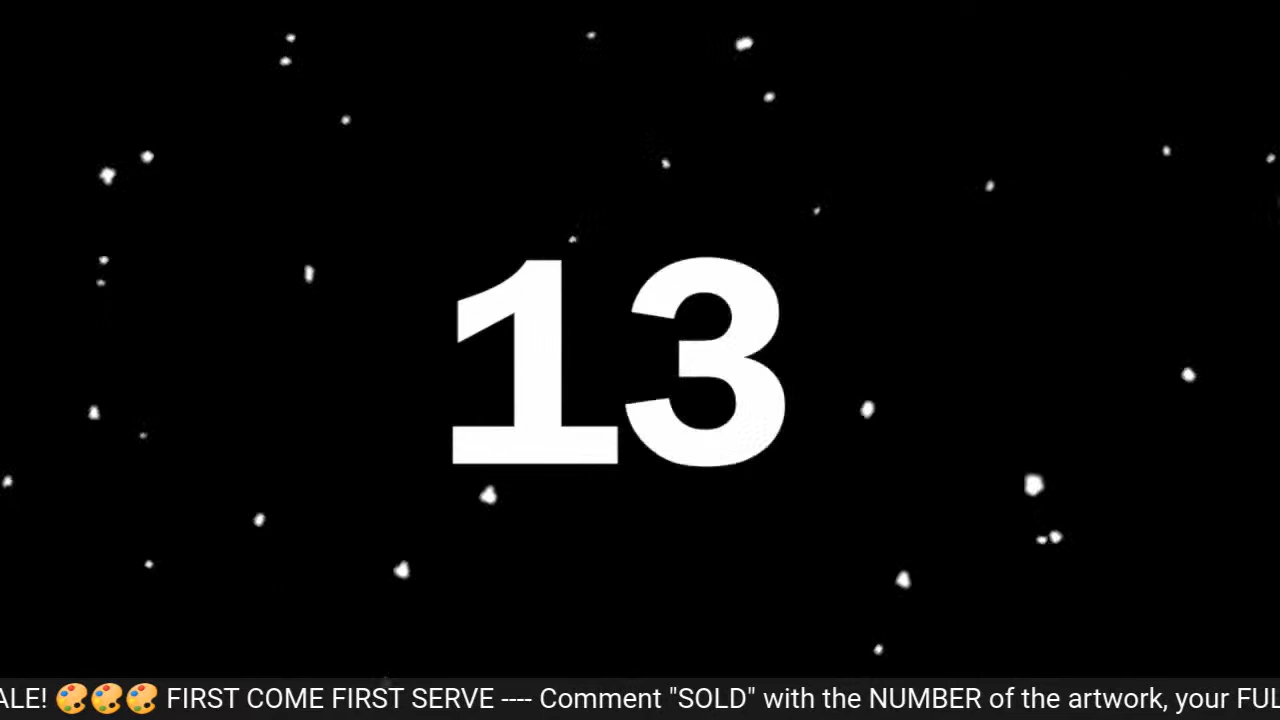 13
ALE! 🎨🎨🎨 FIRST COME FIRST SERVE ---- Comment "SOLD" with the NUMBER of the artwork, your FUL